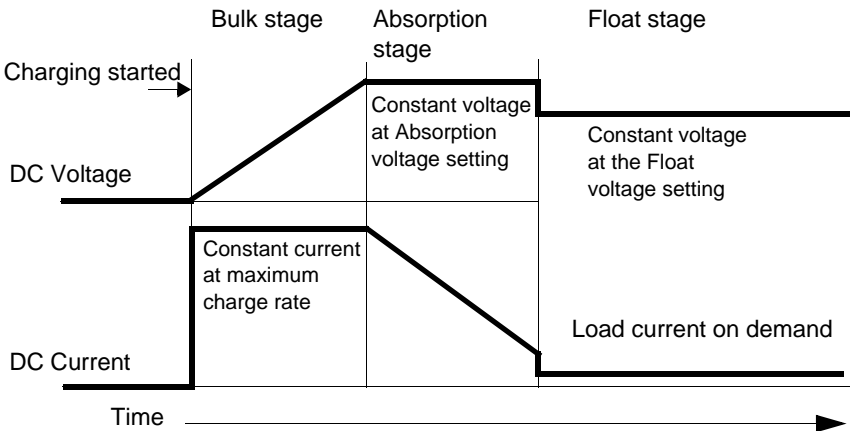 Bulk stage
Absorption
stage
Float stage
Charging started
Constant voltage
at Absorption
voltage setting
Constant voltage
at the Float
voltage setting
DC Voltage
Constant current
at maximum
charge rate
Load current on demand
DC Current
Time